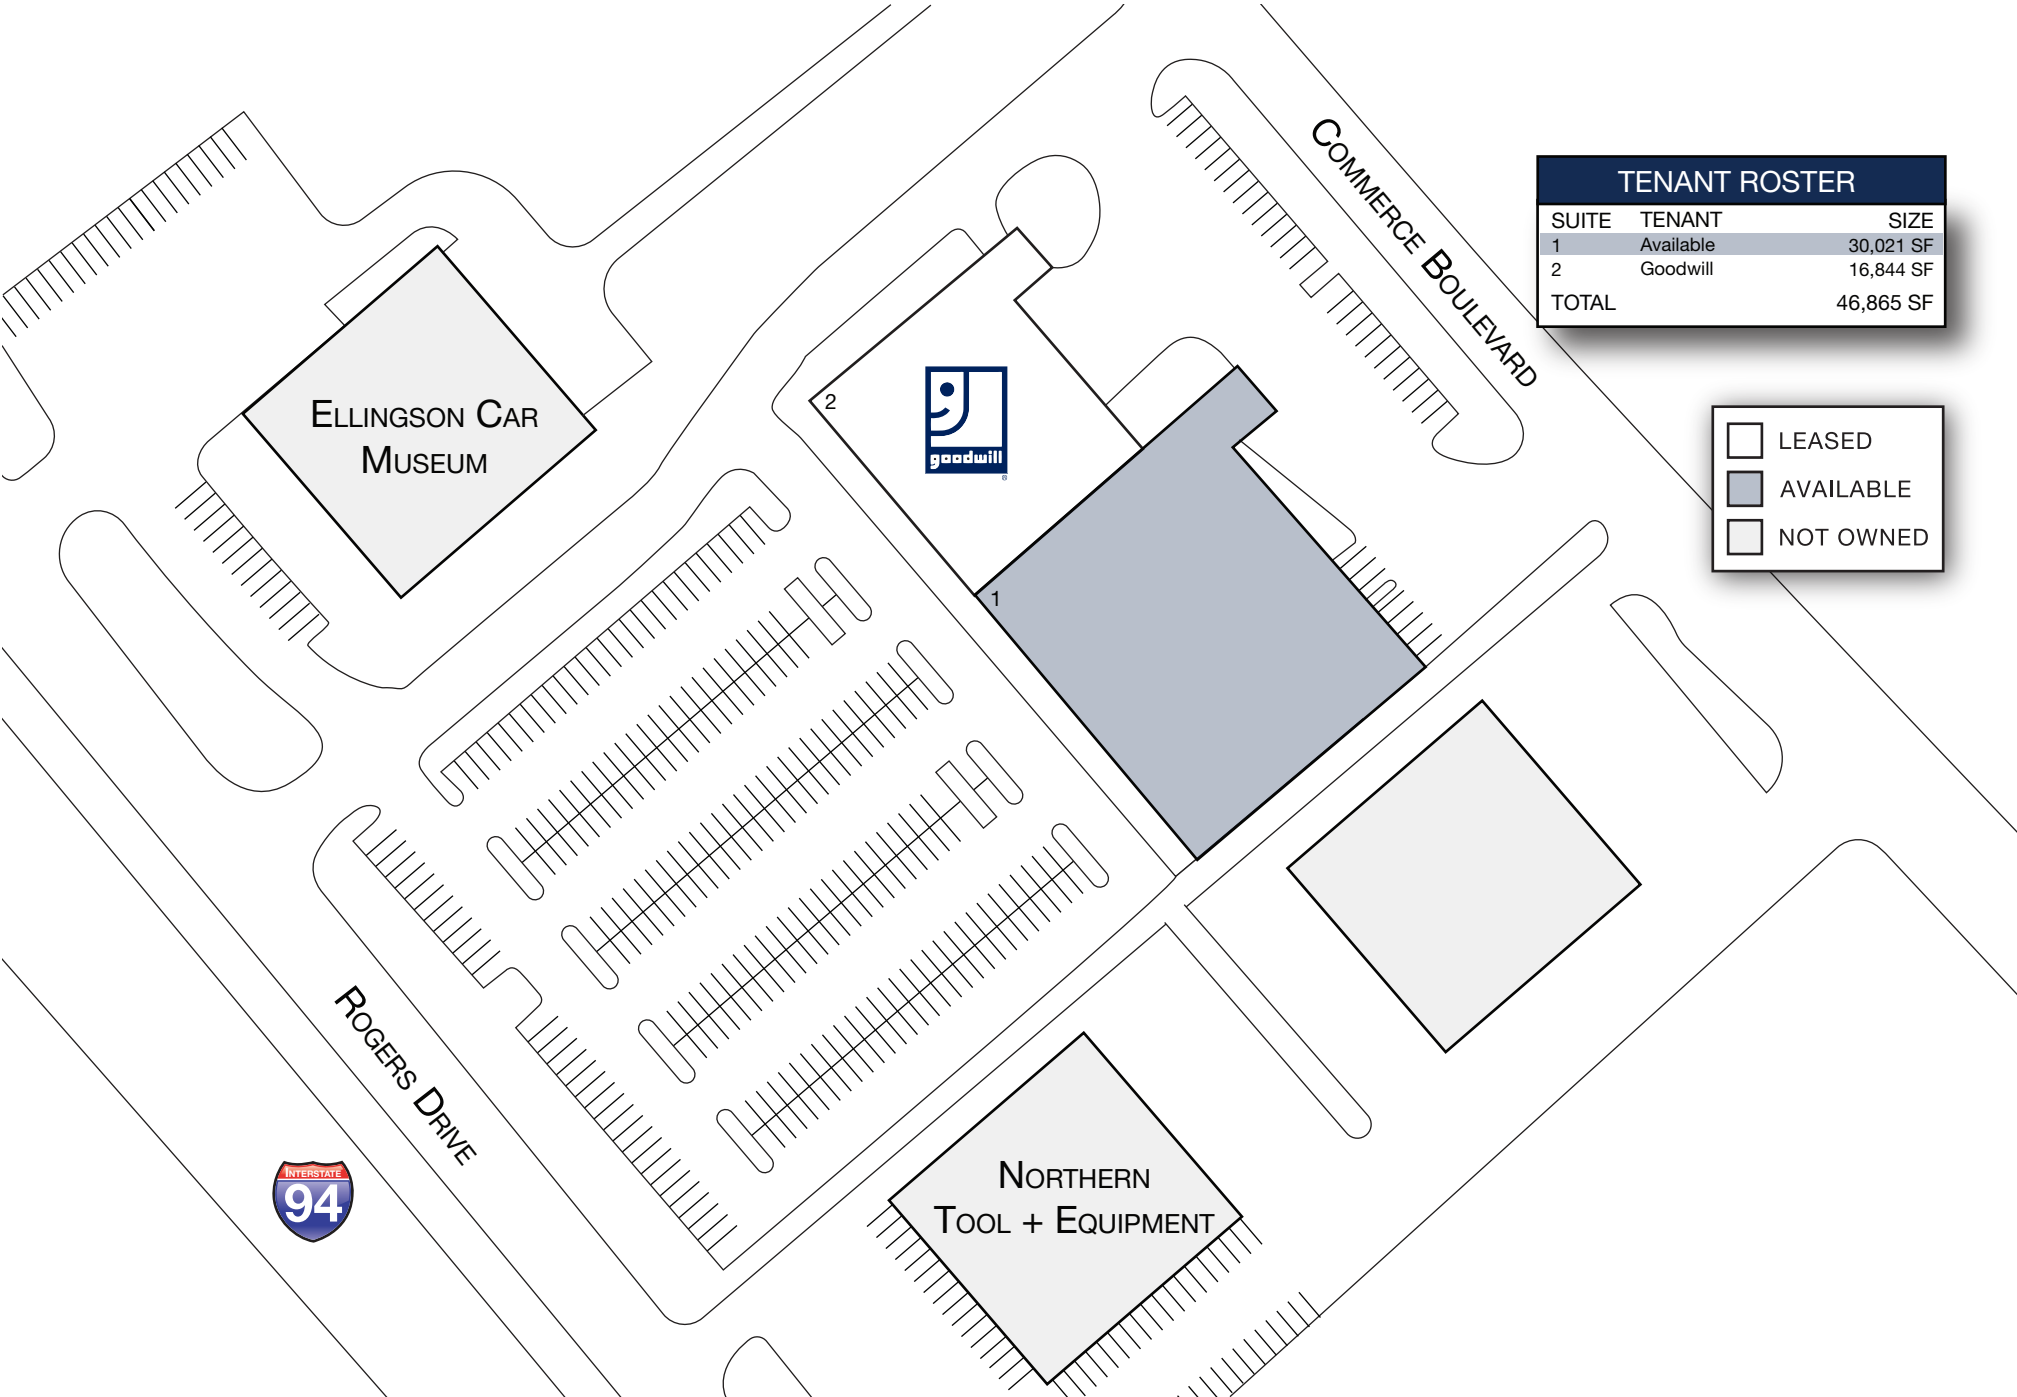 COMMERCE BOULEVARD
TENANT ROSTER
SUITE TENANT SIZE
1 Available 30,021 SF
2 Goodwill 16,844 SF
TOTAL 46,865 SF
LEASED
AVAILABLE
NOT OWNED
ELLINGSON CAR
MUSEUM
2
goodwill
®
1
ROGERS DRIVE
INTERSTATE
94
NORTHERN
TOOL + EQUIPMENT